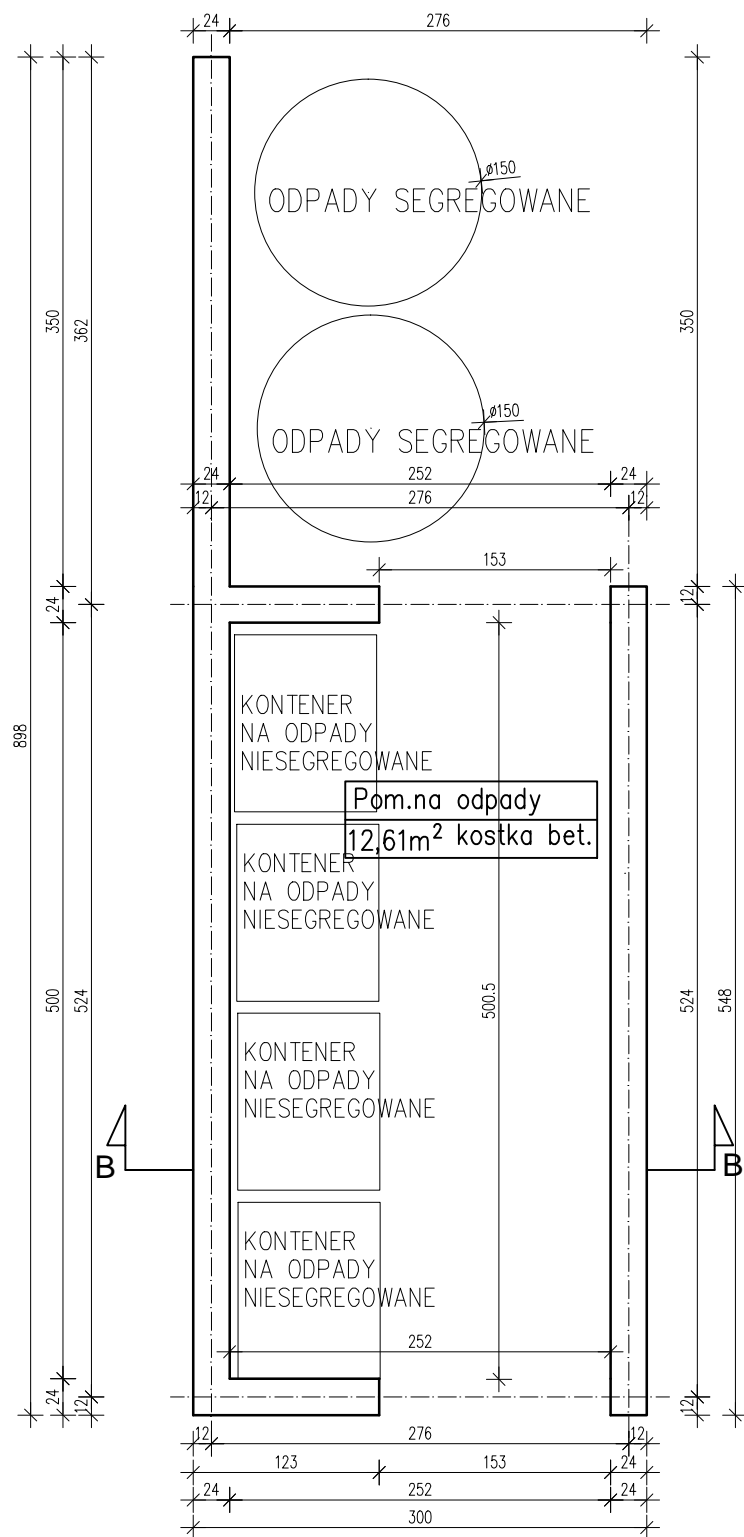 24 276
ODPADY SEGREGOWANE
ø150
350
362
350
ODPADY SEGREGOWANE
ø150
24 252 24
12 276 12
153
24
12
898
KONTENER
NA ODPADY
NIESEGREGOWANE
Pom.na odpady
12,61m² kostka bet.
KONTENER
NA ODPADY
NIESEGREGOWANE
500
524
500.5
524
548
KONTENER
NA ODPADY
NIESEGREGOWANE
B
B
KONTENER
NA ODPADY
NIESEGREGOWANE
252
24
12
12
12 276 12
123 153 24
24 252 24
300